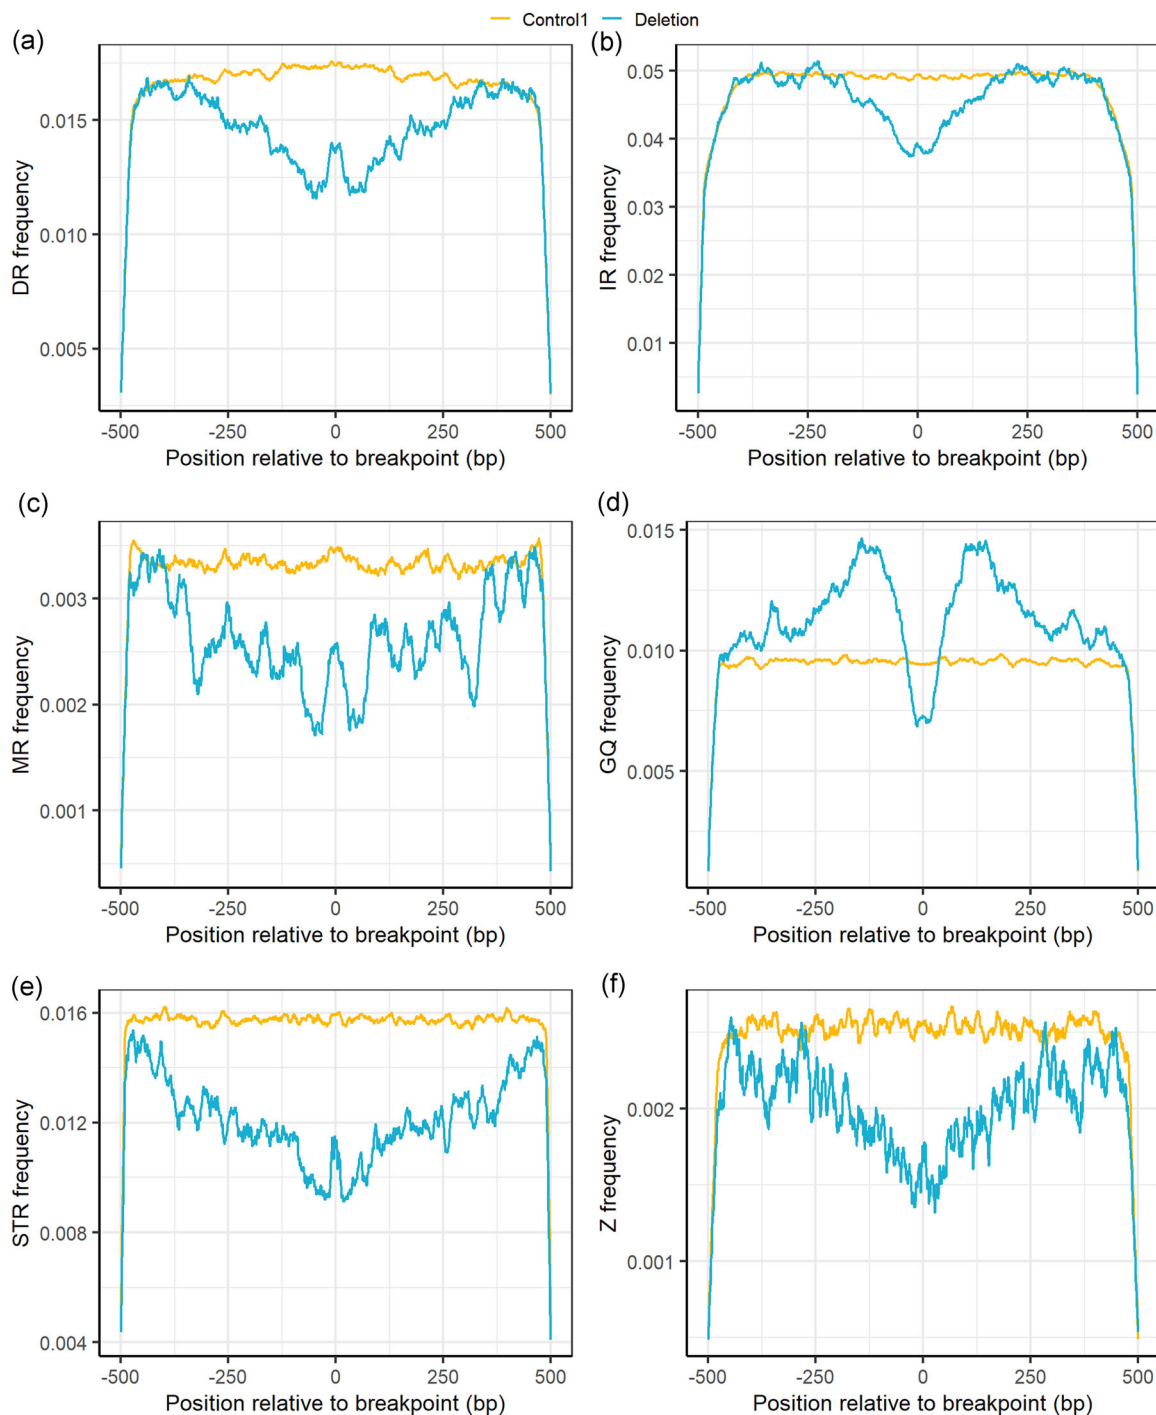 Control1 Deletion
(a)
DR frequency
0.015
0.010
0.005
-500 -250 0 250 500
Position relative to breakpoint (bp)
(b)
IR frequency
0.05
0.04
0.03
0.02
0.01
-500 -250 0 250 500
Position relative to breakpoint (bp)
(c)
MR frequency
0.003
0.002
0.001
-500 -250 0 250 500
Position relative to breakpoint (bp)
(d)
GQ frequency
0.015
0.010
0.005
-500 -250 0 250 500
Position relative to breakpoint (bp)
(e)
STR frequency
0.016
0.012
0.008
0.004
-500 -250 0 250 500
Position relative to breakpoint (bp)
(f)
Z frequency
0.002
0.001
-500 -250 0 250 500
Position relative to breakpoint (bp)